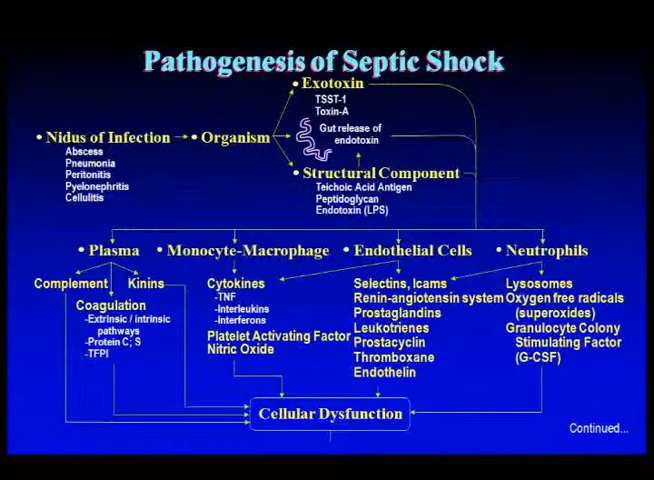 Pathogenesis of Septic Shock
• Exotoxin
TSST-1
Toxin-A
• Nidus of Infection
Abscess
Pneumonia
Peritonitis
Pyelonephritis
Cellulitis
• Organism
Gut release of
endotoxin
• Structural Component
Teichoic Acid Antigen
Peptidoglycan
Endotoxin (LPS)
• Plasma
Complement
Kinins
Coagulation
-Extrinsic / intrinsic
pathways
-Protein C; S
-TFPI
• Monocyte-Macrophage
Cytokines
-TNF
-Interleukins
-Interferons
Platelet Activating Factor
Nitric Oxide
• Endothelial Cells
Selectins, Icams
Renin-angiotensin system
Prostaglandins
Leukotrienes
Prostacyclin
Thromboxane
Endothelin
• Neutrophils
Lysosomes
Oxygen free radicals
(superoxides)
Granulocyte Colony
Stimulating Factor
(G-CSF)
Cellular Dysfunction
Continued...